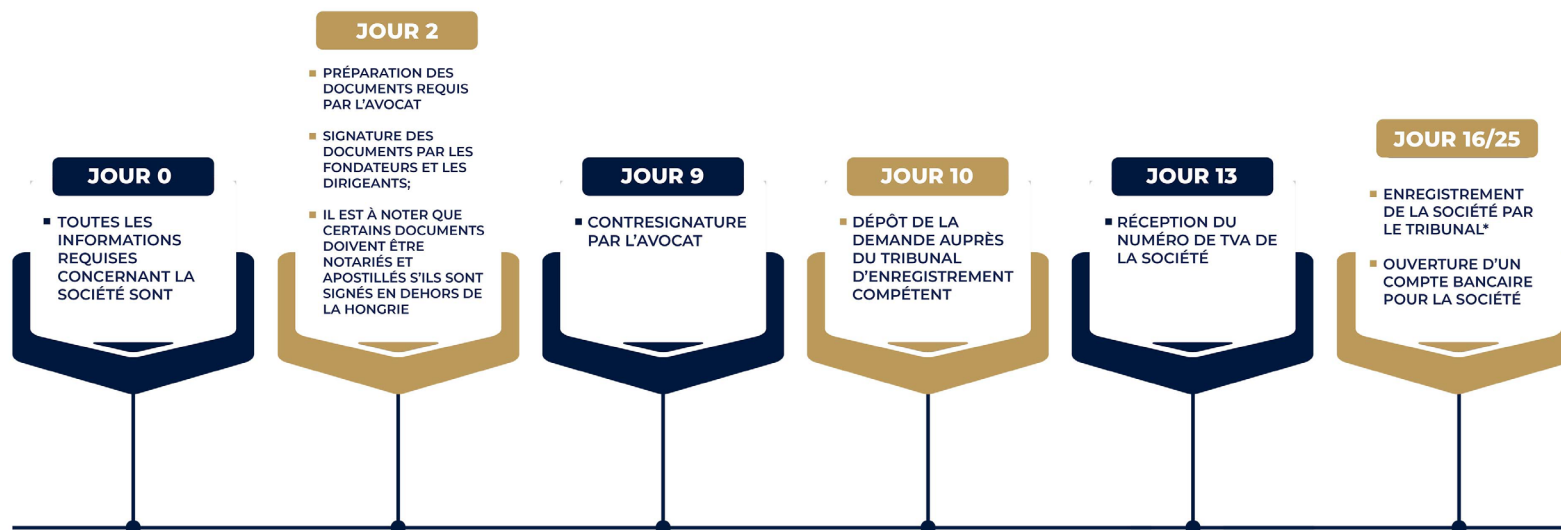 JOUR 0
▪ TOUTES LES
INFORMATIONS
REQUISES
CONCERNANT LA
SOCIÉTÉ SONT
JOUR 2
▪ PRÉPARATION DES
DOCUMENTS REQUIS
PAR L’AVOCAT
▪ SIGNATURE DES
DOCUMENTS PAR LES
FONDATEURS ET LES
DIRIGEANTS;
▪ IL EST À NOTER QUE
CERTAINS DOCUMENTS
DOIVENT ÊTRE
NOTARIÉS ET
APOSTILLÉS S’ILS SONT
SIGNÉS EN DEHORS DE
LA HONGRIE
JOUR 9
▪ CONTRESIGNATURE
PAR L’AVOCAT
JOUR 10
▪ DÉPÔT DE LA
DEMANDE AUPRÈS
DU TRIBUNAL
D’ENREGISTREMENT
COMPÉTENT
JOUR 13
▪ RÉCEPTION DU
NUMÉRO DE TVA DE
LA SOCIÉTÉ
JOUR 16/25
▪ ENREGISTREMENT
DE LA SOCIÉTÉ PAR
LE TRIBUNAL*
▪ OUVERTURE D’UN
COMPTE BANCAIRE
POUR LA SOCIÉTÉ